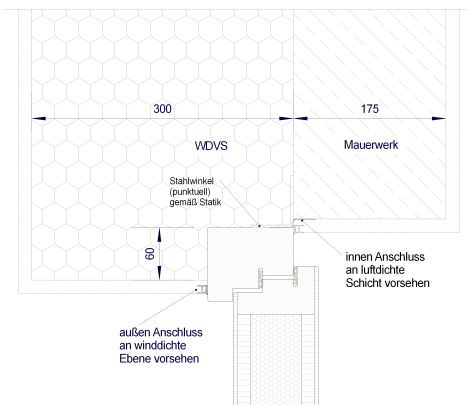 300
175
WDVS
Mauerwerk
Stahlwinkel
(punktuell)
gemäß Statik
60
innen Anschluss
an luftdichte
Schicht vorsehen
außen Anschluss
an winddichte
Ebene vorsehen